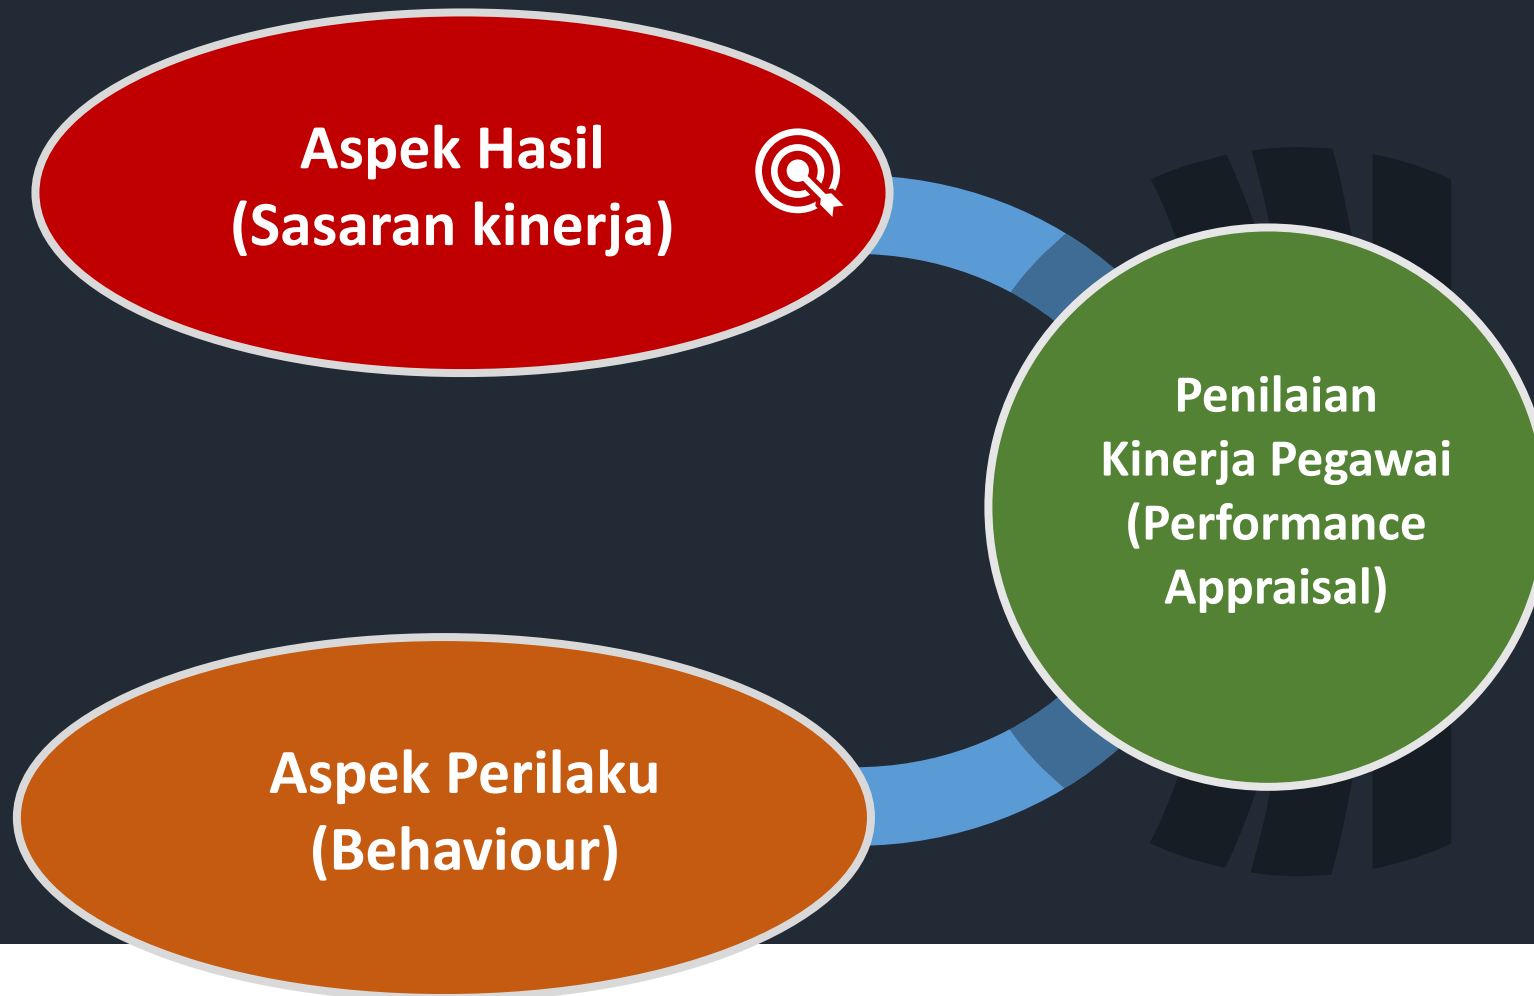 Aspek Hasil
(Sasaran kinerja)
Penilaian
Kinerja Pegawai
(Performance
Appraisal)
Aspek Perilaku
(Behaviour)